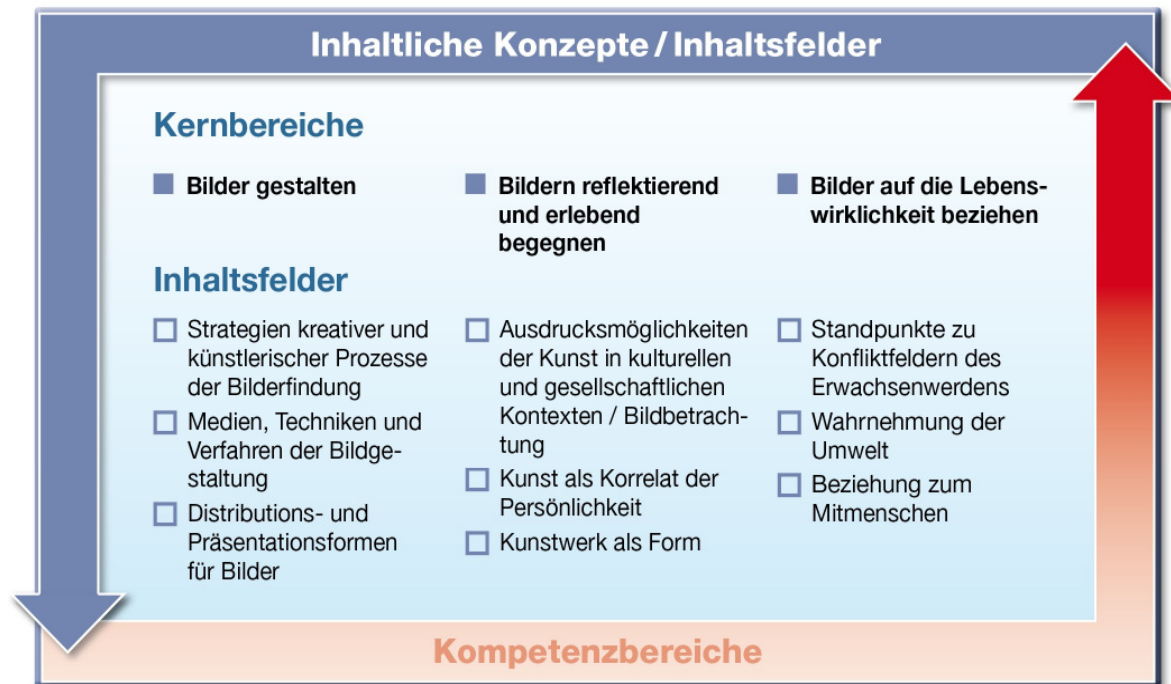 Inhaltliche Konzepte / Inhaltsfelder
Kernbereiche
Bilder gestalten
Bildern reflektierend
und erlebend
begegnen
Bilder auf die Lebens-
wirklichkeit beziehen
Inhaltsfelder
Strategien kreativer und
künstlerischer Prozesse
der Bilderfindung
Medien, Techniken und
Verfahren der Bildge-
staltung
Distributions- und
Präsentationsformen
für Bilder
Ausdrucksmöglichkeiten
der Kunst in kulturellen
und gesellschaftlichen
Kontexten / Bildbetrach-
tung
Kunst als Korrelat der
Persönlichkeit
Kunstwerk als Form
Standpunkte zu
Konfliktfeldern des
Erwachsenwerdens
Wahrnehmung der
Umwelt
Beziehung zum
Mitmenschen
Kompetenzbereiche